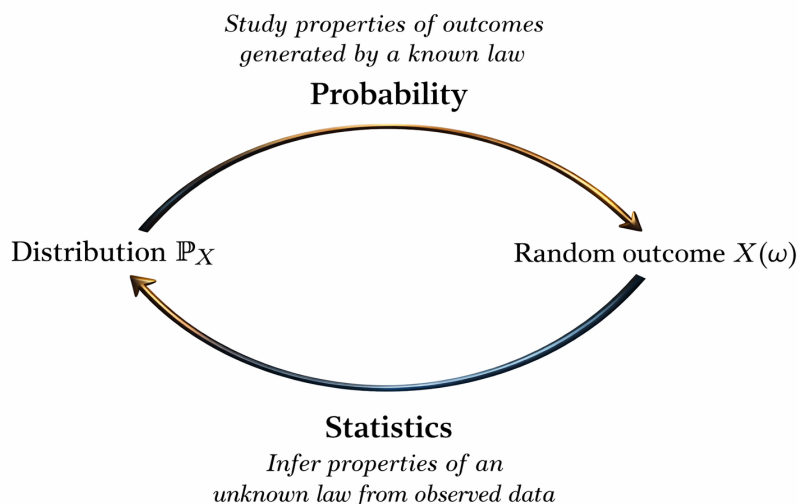 Study properties of outcomes
generated by a known law
Probability
Distribution ℙ_X
Random outcome X(ω)
Statistics
Infer properties of an
unknown law from observed data